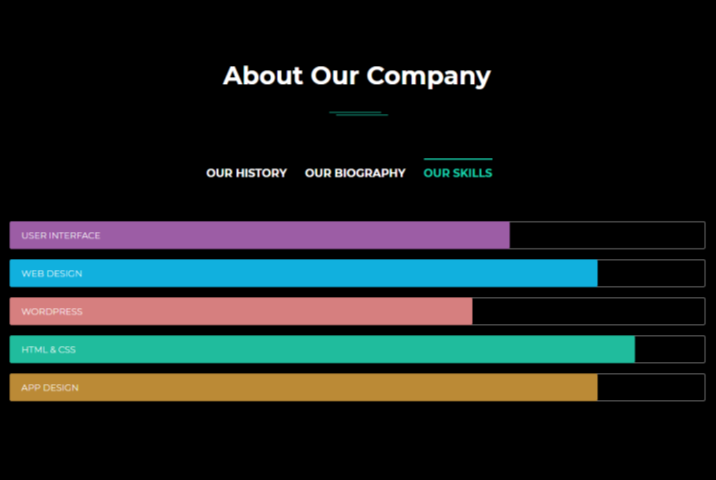 About Our Company
OUR HISTORY OUR BIOGRAPHY OUR SKILLS
USER INTERFACE
WEB DESIGN
WORDPRESS
HTML & CSS
APP DESIGN